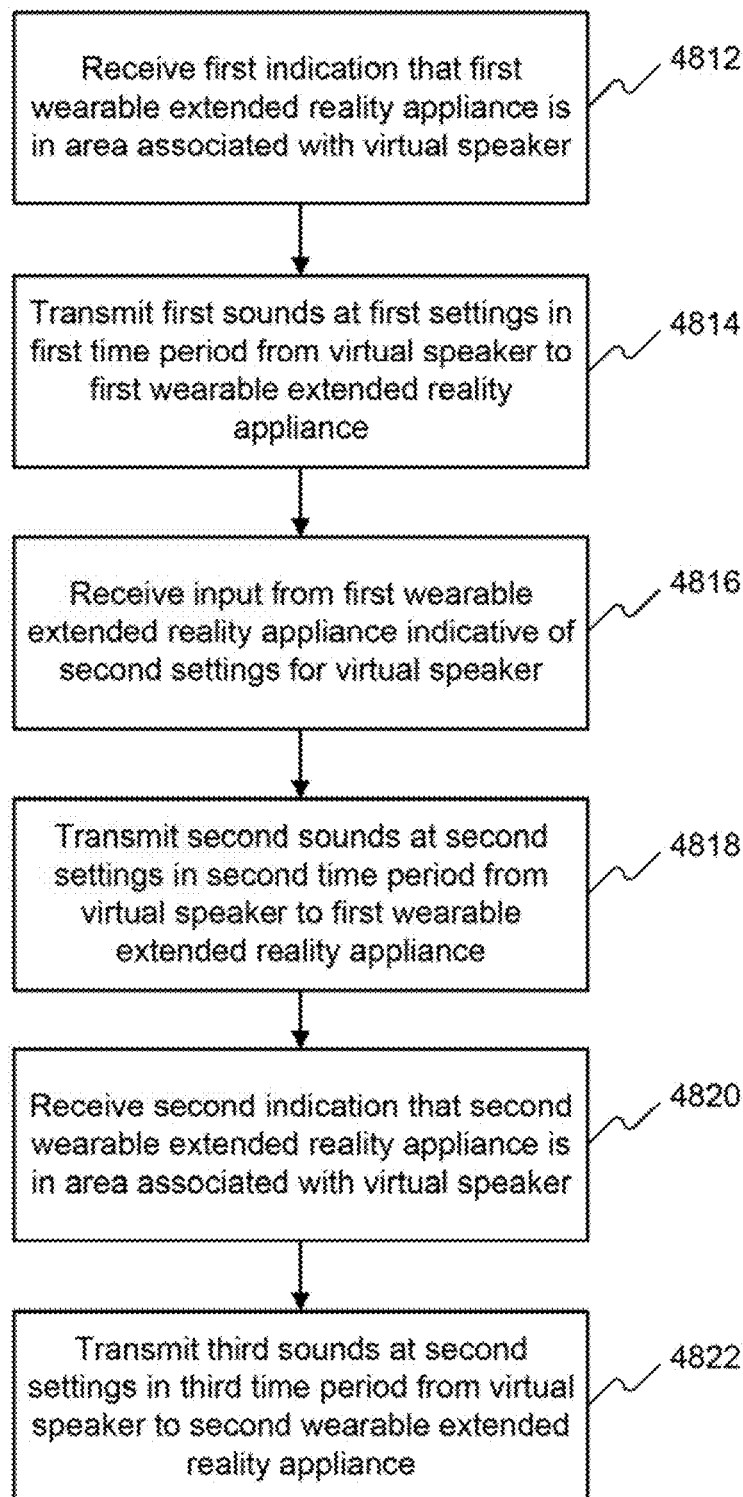 Receive first indication that first
wearable extended reality appliance is
in area associated with virtual speaker
4812
Transmit first sounds at first settings in
first time period from virtual speaker to
first wearable extended reality
appliance
4814
Receive input from first wearable
extended reality appliance indicative of
second settings for virtual speaker
4816
Transmit second sounds at second
settings in second time period from
virtual speaker to first wearable
extended reality appliance
4818
Receive second indication that second
wearable extended reality appliance is
in area associated with virtual speaker
4820
Transmit third sounds at second
settings in third time period from virtual
speaker to second wearable extended
reality appliance
4822